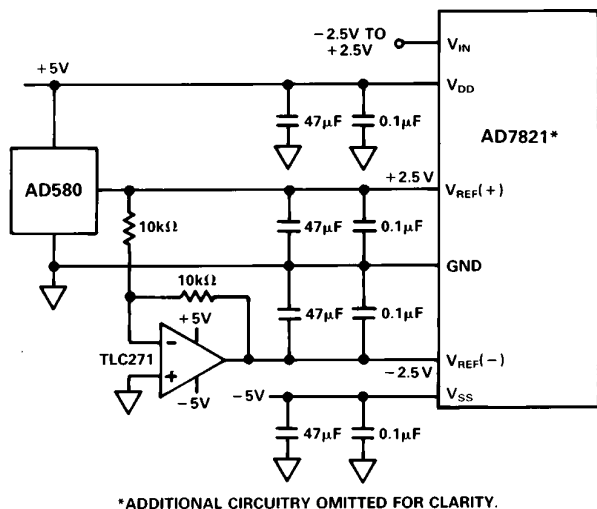 −2.5V TO
+2.5V
V_IN
+5V
V_DD
47µF
0.1µF
AD7821*
AD580
+2.5V
V_REF(+)
10kΩ
47µF
0.1µF
GND
10kΩ
+5V
47µF
0.1µF
TLC271
−
+
V_REF(−)
−2.5V
−5V
−5V
V_SS
47µF
0.1µF
*ADDITIONAL CIRCUITRY OMITTED FOR CLARITY.